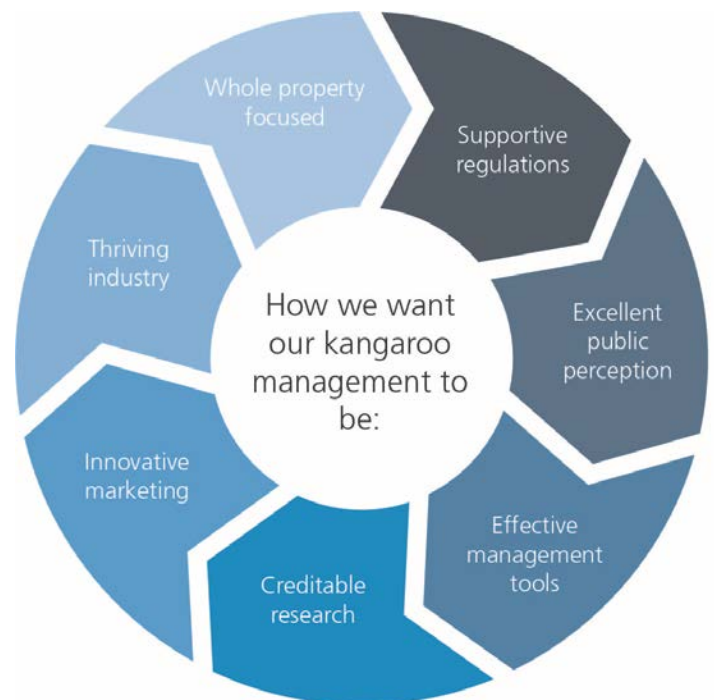 Whole property
focused
Supportive
regulations
Excellent
public
perception
Effective
management
tools
Creditable
research
Innovative
marketing
Thriving
industry
How we want
our kangaroo
management to
be: